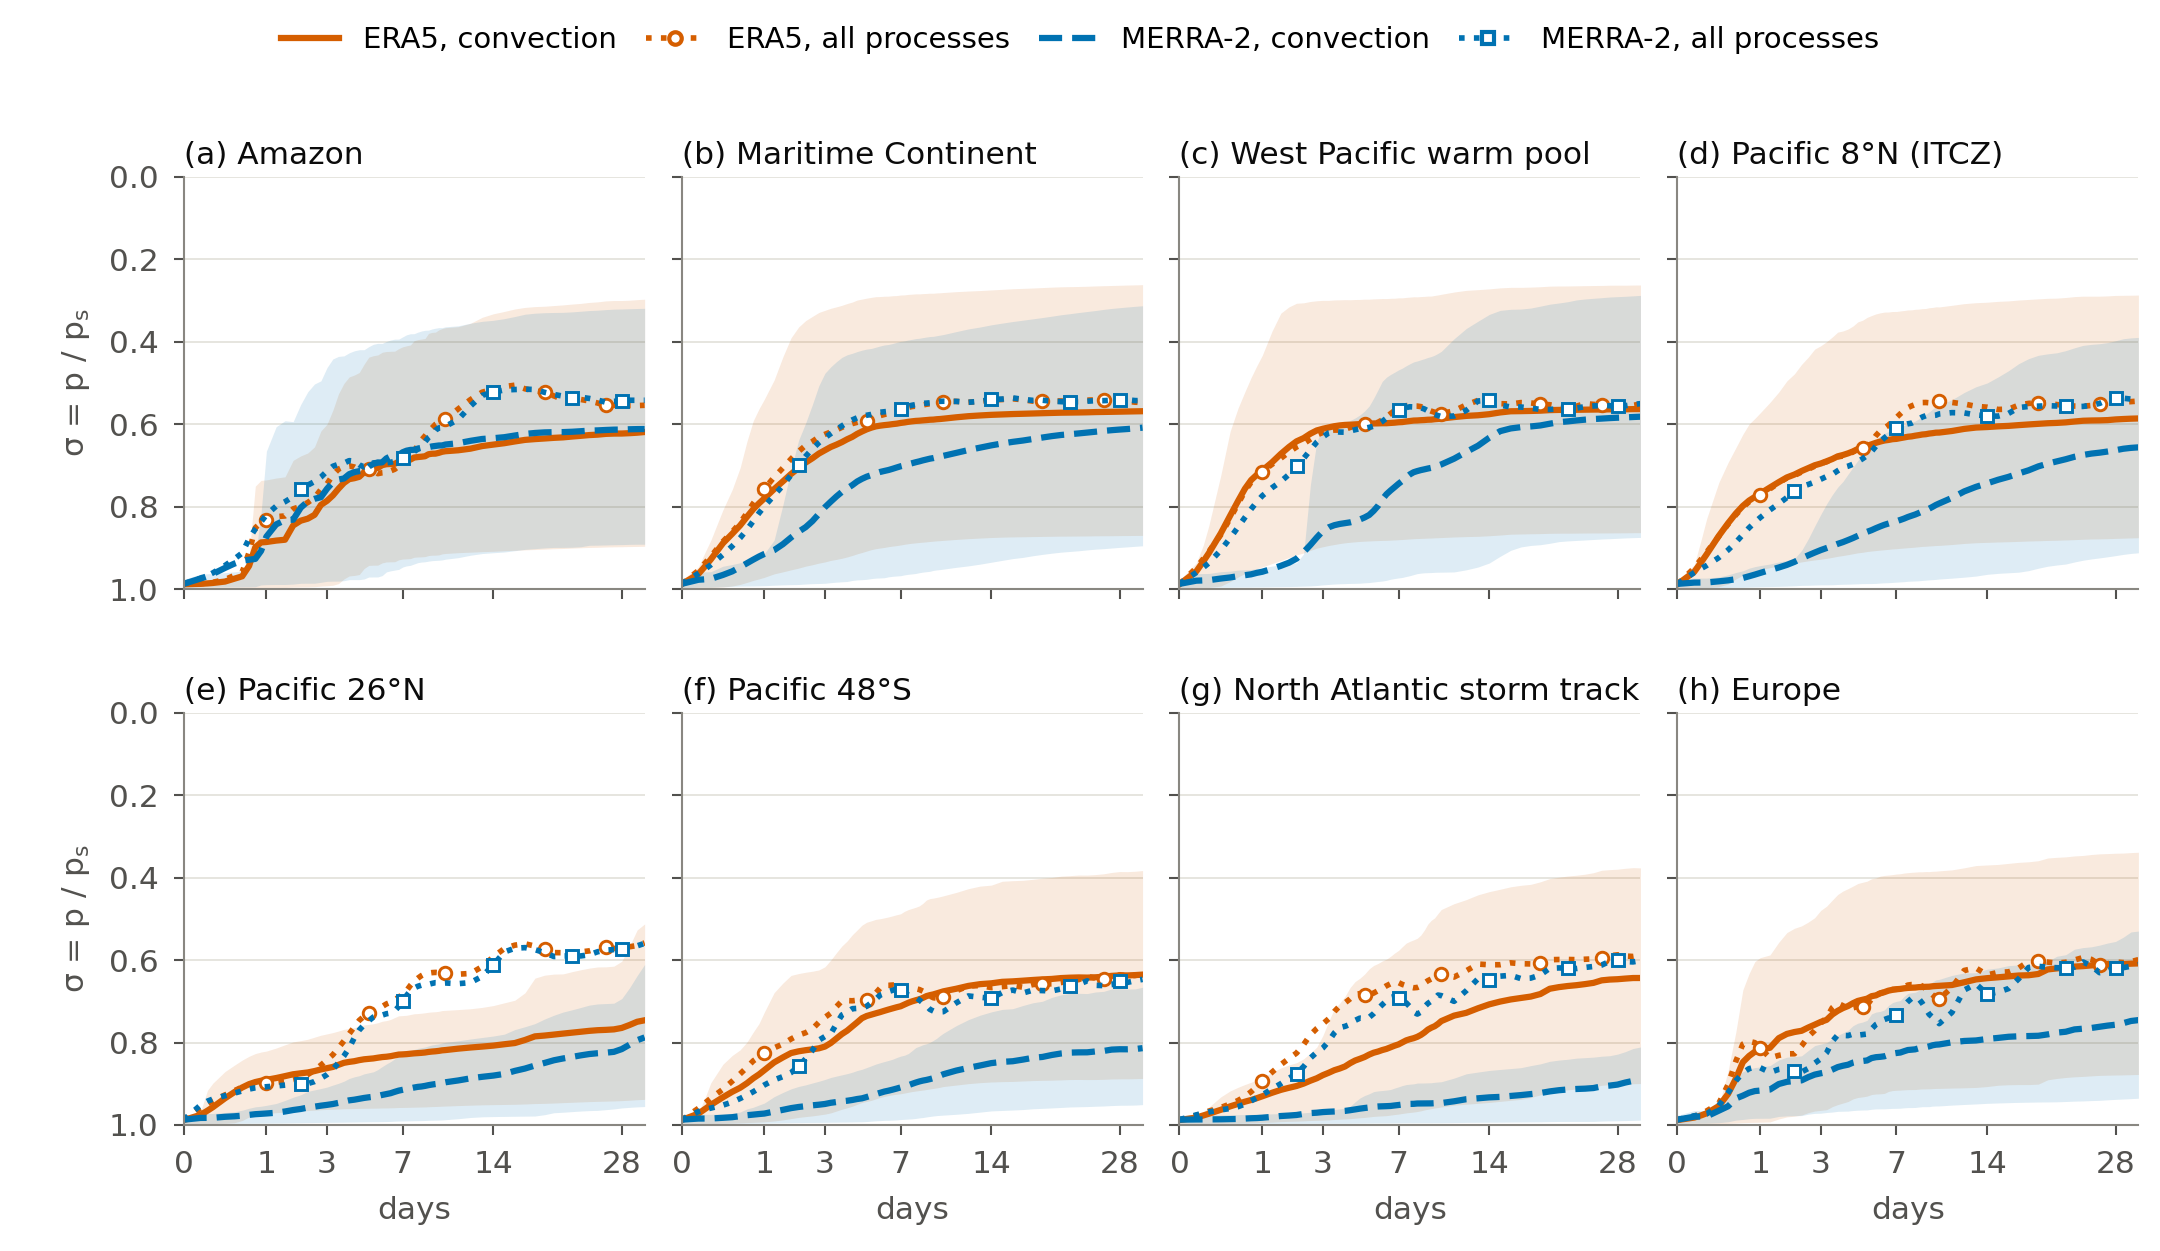 ERA5, convection ERA5, all processes MERRA-2, convection MERRA-2, all processes
(a) Amazon (b) Maritime Continent (c) West Pacific warm pool (d) Pacific 8°N (ITCZ)
0.0
0.2
0.4
0.6
0.8
1.0
σ = p / pₛ
(e) Pacific 26°N (f) Pacific 48°S (g) North Atlantic storm track (h) Europe
0.0
0.2
0.4
0.6
0.8
1.0
σ = p / pₛ
0 1 3 7 14 28 0 1 3 7 14 28 0 1 3 7 14 28 0 1 3 7 14 28
days days days days